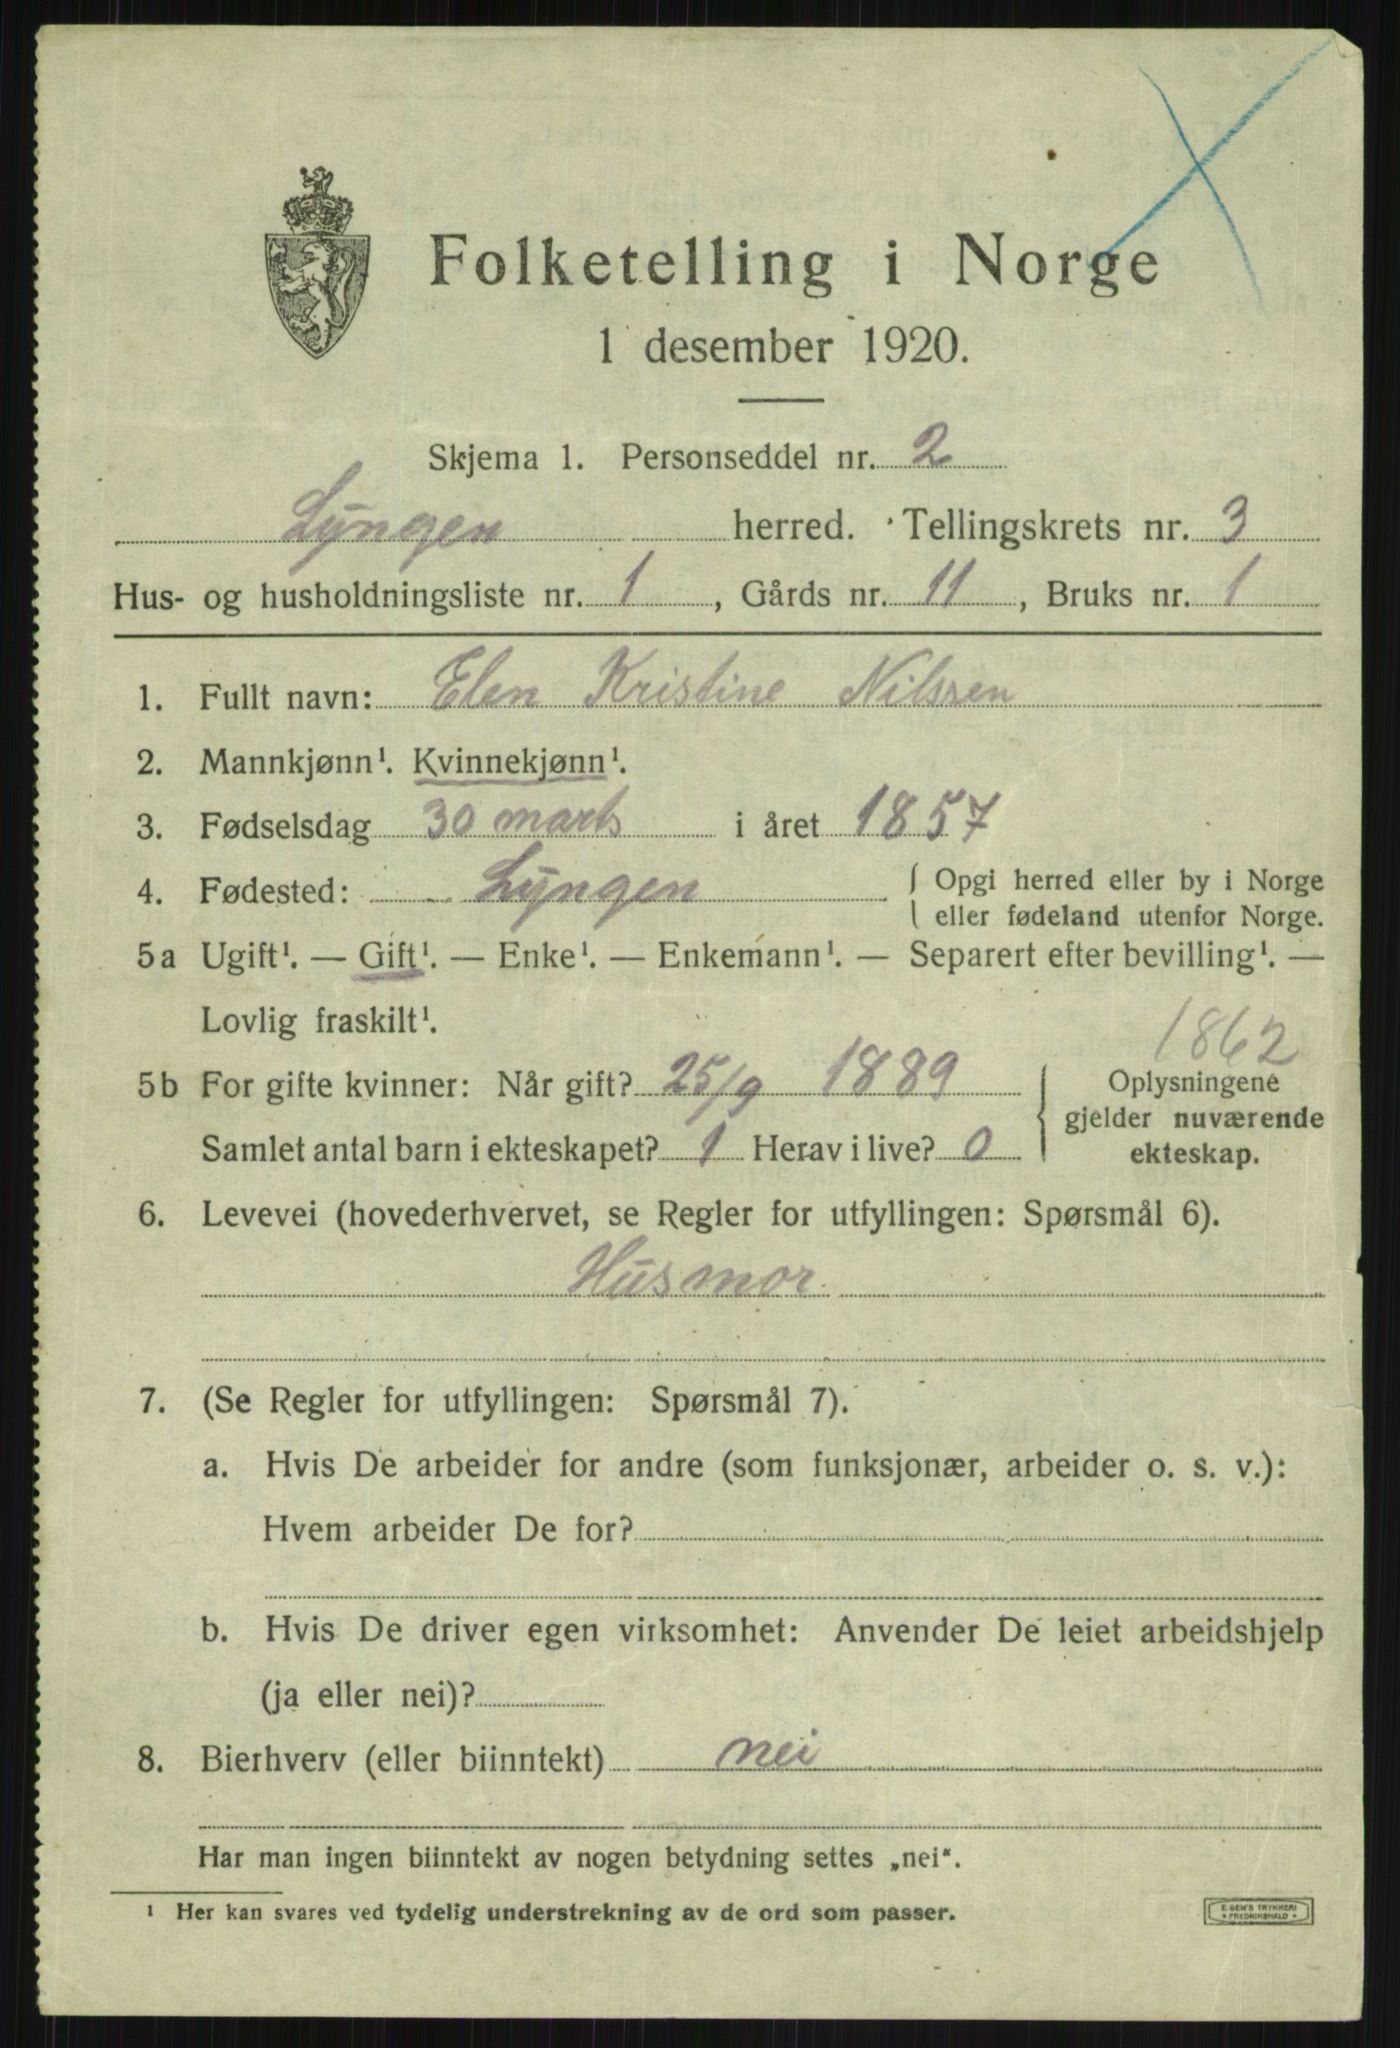 Folketelling i Norge
1 desember 1920.
Skjema 1. Personseddel nr. 2
Lyngen herred. Tellingskrets nr. 3
Hus- og husholdningsliste nr. 1, Gårds nr. 11, Bruks nr. 1
1. Fullt navn: Elen Kristine Nilssen
2. Mannkjønn¹. Kvinnekjønn¹.
3. Fødselsdag 30 marts i året 1857
4. Fødested: Lyngen { Opgi herred eller by i Norge
eller fødeland utenfor Norge.
5a Ugift¹. — Gift¹. — Enke¹. — Enkemann¹. — Separert efter bevilling¹. —
Lovlig fraskilt¹.
1862
5b For gifte kvinner: Når gift? 25/9 1889 } Oplysningene
gjelder nuværende
Samlet antal barn i ekteskapet? 1 Herav i live? 0 ekteskap.
6. Levevei (hovederhvervet, se Regler for utfyllingen: Spørsmål 6).
Husmor
7. (Se Regler for utfyllingen: Spørsmål 7).
a. Hvis De arbeider for andre (som funksjonær, arbeider o. s. v.):
Hvem arbeider De for?
b. Hvis De driver egen virksomhet: Anvender De leiet arbeidshjelp
(ja eller nei)?
8. Bierhverv (eller biinntekt) nei
Har man ingen biinntekt av nogen betydning settes „nei“.
¹ Her kan svares ved tydelig understrekning av de ord som passer.
E. SEM'S TRYKKERI
FREDRIKSHALD